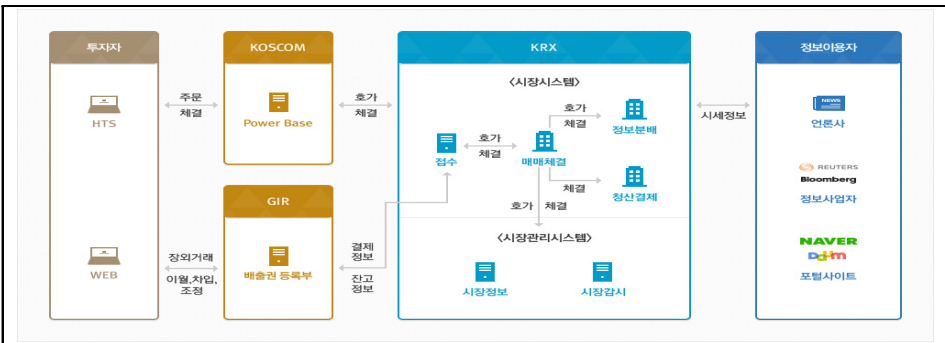 투자자
HTS
WEB
주문
체결
장외거래
이월,차입,
조정
KOSCOM
Power Base
GIR
배출권 등록부
호가
체결
결제
정보
잔고
정보
KRX
〈시장시스템〉
접수
호가
체결
매매체결
호가
체결
정보분배
체결
청산결제
호가 체결
〈시장관리시스템〉
시장정보
시장감시
시세정보
정보이용자
NEWS
언론사
REUTERS
Bloomberg
정보사업자
NAVER
Daum
포털사이트